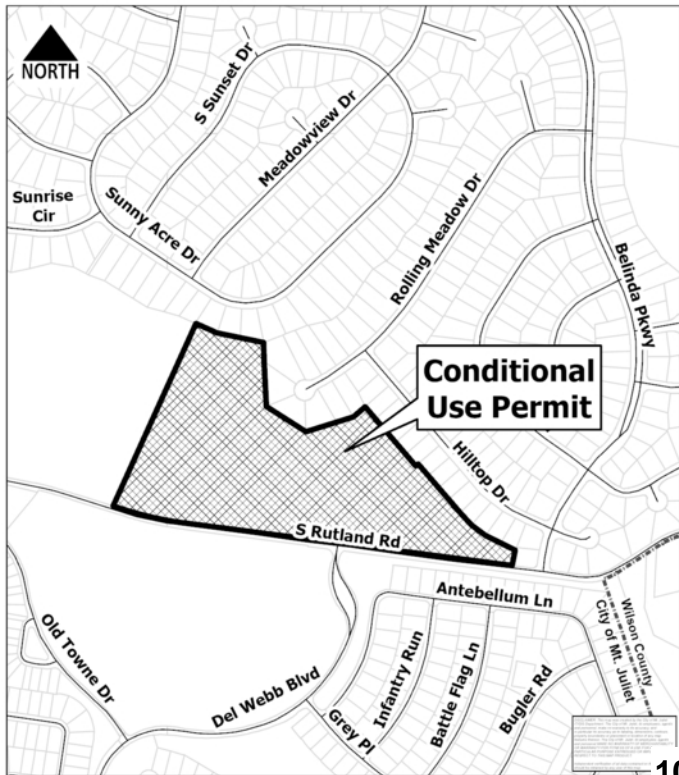 NORTH
S Sunset Dr
Meadowview Dr
Sunrise
Cir
Sunny Acre Dr
Rolling Meadow Dr
Belinda Pkwy
Conditional
Use Permit
Hilltop Dr
S Rutland Rd
Antebellum Ln
Wilson County
City of Mt. Juliet
Old Towne Dr
Del Webb Blvd
Infantry Run
Battle Flag Ln
Bugler Rd
Grey Pl
10